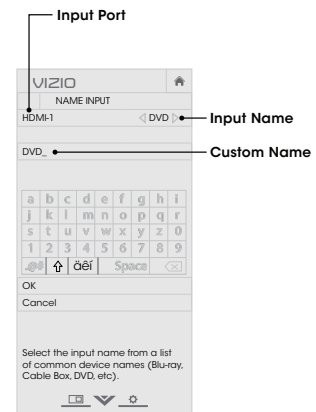 Input Port
VIZIO
NAME INPUT
HDMI-1 DVD
Input Name
DVD_
Custom Name
a b c d e f g h i
j k l m n o p q r
s t u v w x y z 0
1 2 3 4 5 6 7 8 9
.@# äêí Space
OK
Cancel
Select the input name from a list
of common device names (Blu-ray,
Cable Box, DVD, etc).